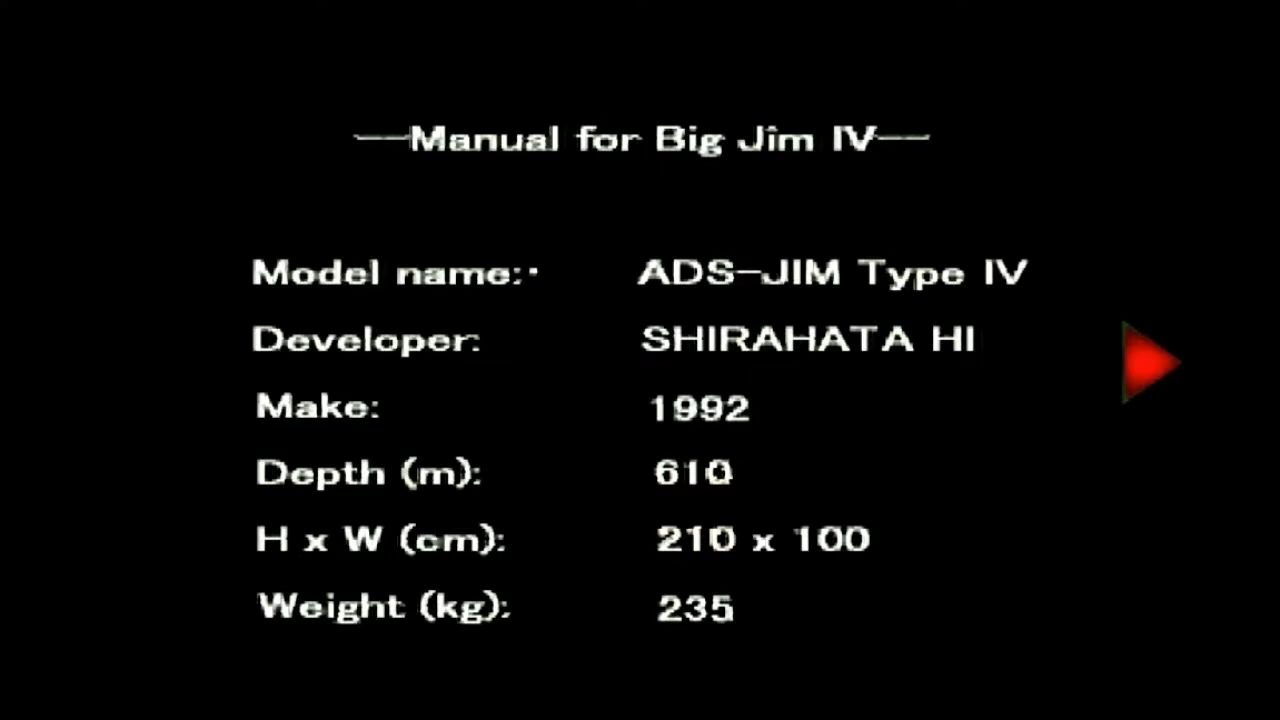 —Manual for Big Jim IV—
Model name:・ ADS-JIM Type IV
Developer: SHIRAHATA HI
Make: 1992
Depth (m): 610
H x W (cm): 210 x 100
Weight (kg): 235